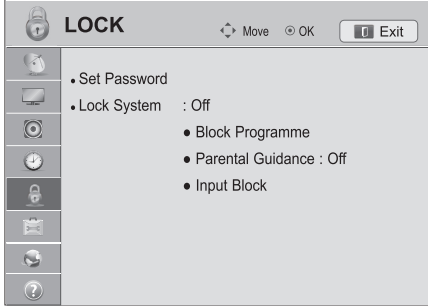 LOCK
Move OK Exit
• Set Password
• Lock System : Off
• Block Programme
• Parental Guidance : Off
• Input Block
?